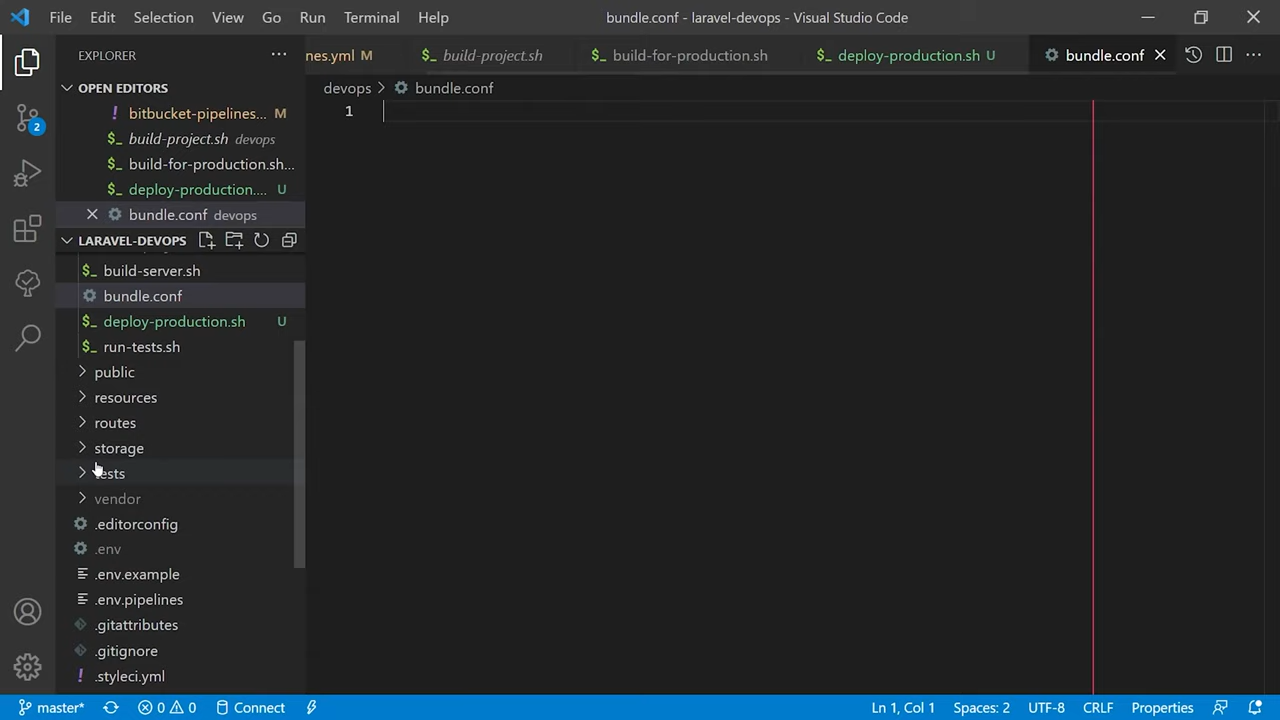 File Edit Selection View Go Run Terminal Help bundle.conf - laravel-devops - Visual Studio Code
EXPLORER
nes.yml M build-project.sh build-for-production.sh deploy-production.sh U bundle.conf
OPEN EDITORS
bitbucket-pipelines... M
build-project.sh devops
build-for-production.sh...
deploy-production.... U
bundle.conf devops
2
LARAVEL-DEVOPS
build-server.sh
bundle.conf
deploy-production.sh U
run-tests.sh
public
resources
routes
storage
tests
vendor
.editorconfig
.env
.env.example
.env.pipelines
.gitattributes
.gitignore
.styleci.yml
devops > bundle.conf
1
master* 0 0 Connect Ln 1, Col 1 Spaces: 2 UTF-8 CRLF Properties